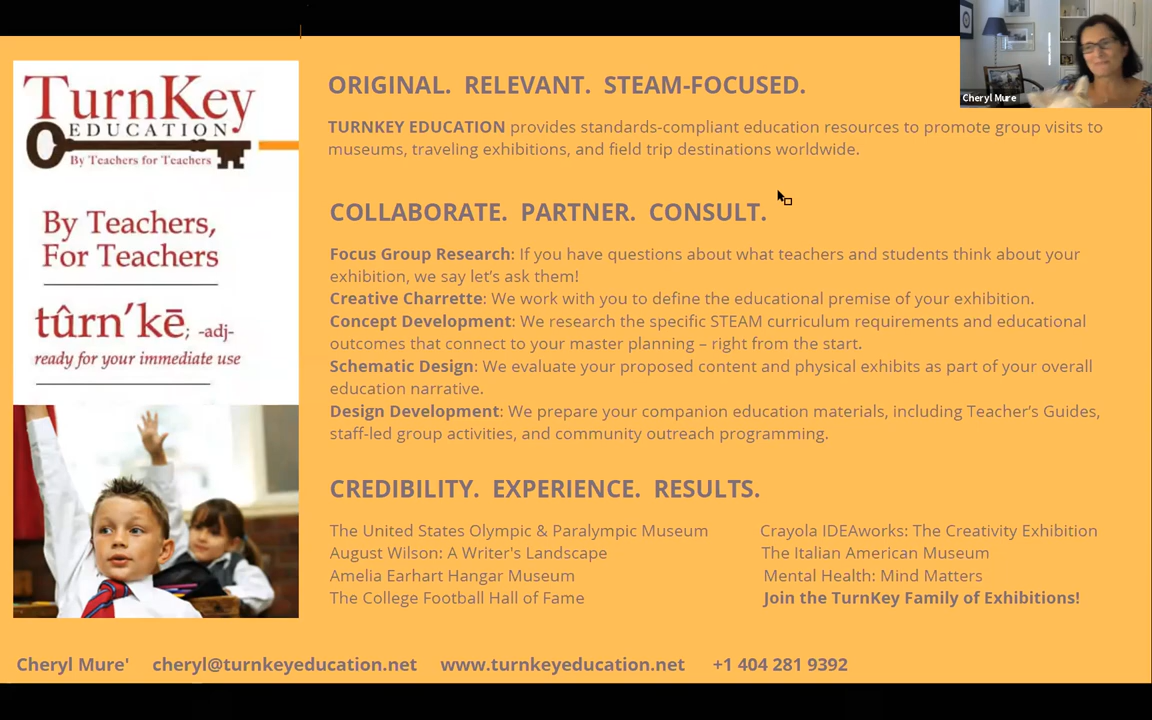 TurnKey
EDUCATION
By Teachers for Teachers
By Teachers,
For Teachers
tûrn′kē; -adj-
ready for your immediate use
ORIGINAL. RELEVANT. STEAM-FOCUSED.
TURNKEY EDUCATION provides standards-compliant education resources to promote group visits to
museums, traveling exhibitions, and field trip destinations worldwide.
COLLABORATE. PARTNER. CONSULT.
Focus Group Research: If you have questions about what teachers and students think about your
exhibition, we say let's ask them!
Creative Charrette: We work with you to define the educational premise of your exhibition.
Concept Development: We research the specific STEAM curriculum requirements and educational
outcomes that connect to your master planning – right from the start.
Schematic Design: We evaluate your proposed content and physical exhibits as part of your overall
education narrative.
Design Development: We prepare your companion education materials, including Teacher's Guides,
staff-led group activities, and community outreach programming.
CREDIBILITY. EXPERIENCE. RESULTS.
The United States Olympic & Paralympic Museum
August Wilson: A Writer's Landscape
Amelia Earhart Hangar Museum
The College Football Hall of Fame
Crayola IDEAworks: The Creativity Exhibition
The Italian American Museum
Mental Health: Mind Matters
Join the TurnKey Family of Exhibitions!
Cheryl Mure' cheryl@turnkeyeducation.net www.turnkeyeducation.net +1 404 281 9392
Cheryl Mure